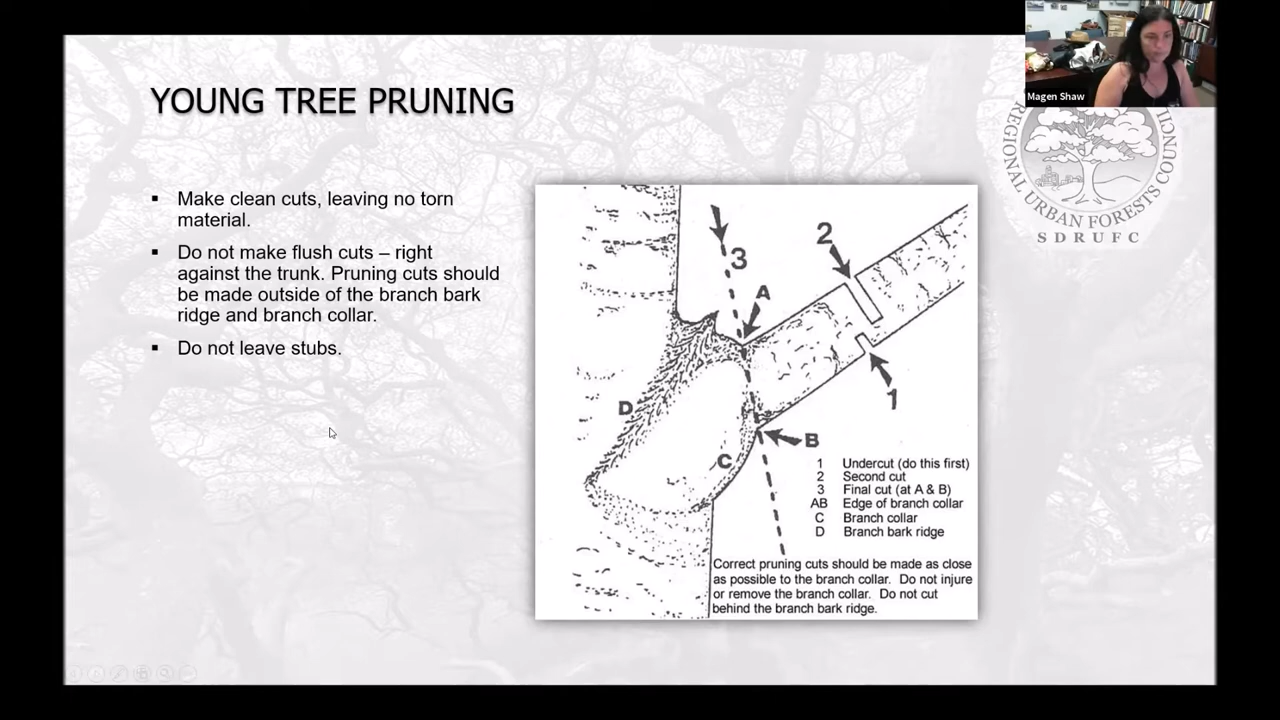 YOUNG TREE PRUNING
Magen Shaw
REGIONAL URBAN FORESTS COUNCIL
SDRUFC
▪ Make clean cuts, leaving no torn
material.
▪ Do not make flush cuts – right
against the trunk. Pruning cuts should
be made outside of the branch bark
ridge and branch collar.
▪ Do not leave stubs.
3
2
A
1
D
B
C
1 Undercut (do this first)
2 Second cut
3 Final cut (at A & B)
AB Edge of branch collar
C Branch collar
D Branch bark ridge
Correct pruning cuts should be made as close
as possible to the branch collar. Do not injure
or remove the branch collar. Do not cut
behind the branch bark ridge.